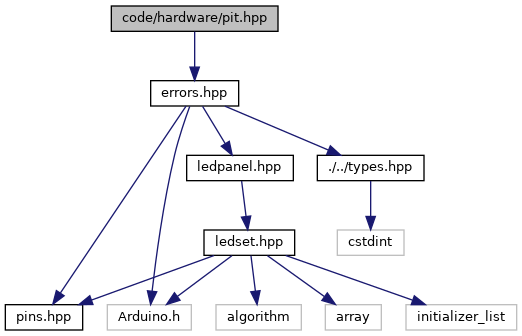 code/hardware/pit.hpp
errors.hpp
ledpanel.hpp
./../types.hpp
ledset.hpp
cstdint
pins.hpp
Arduino.h
algorithm
array
initializer_list